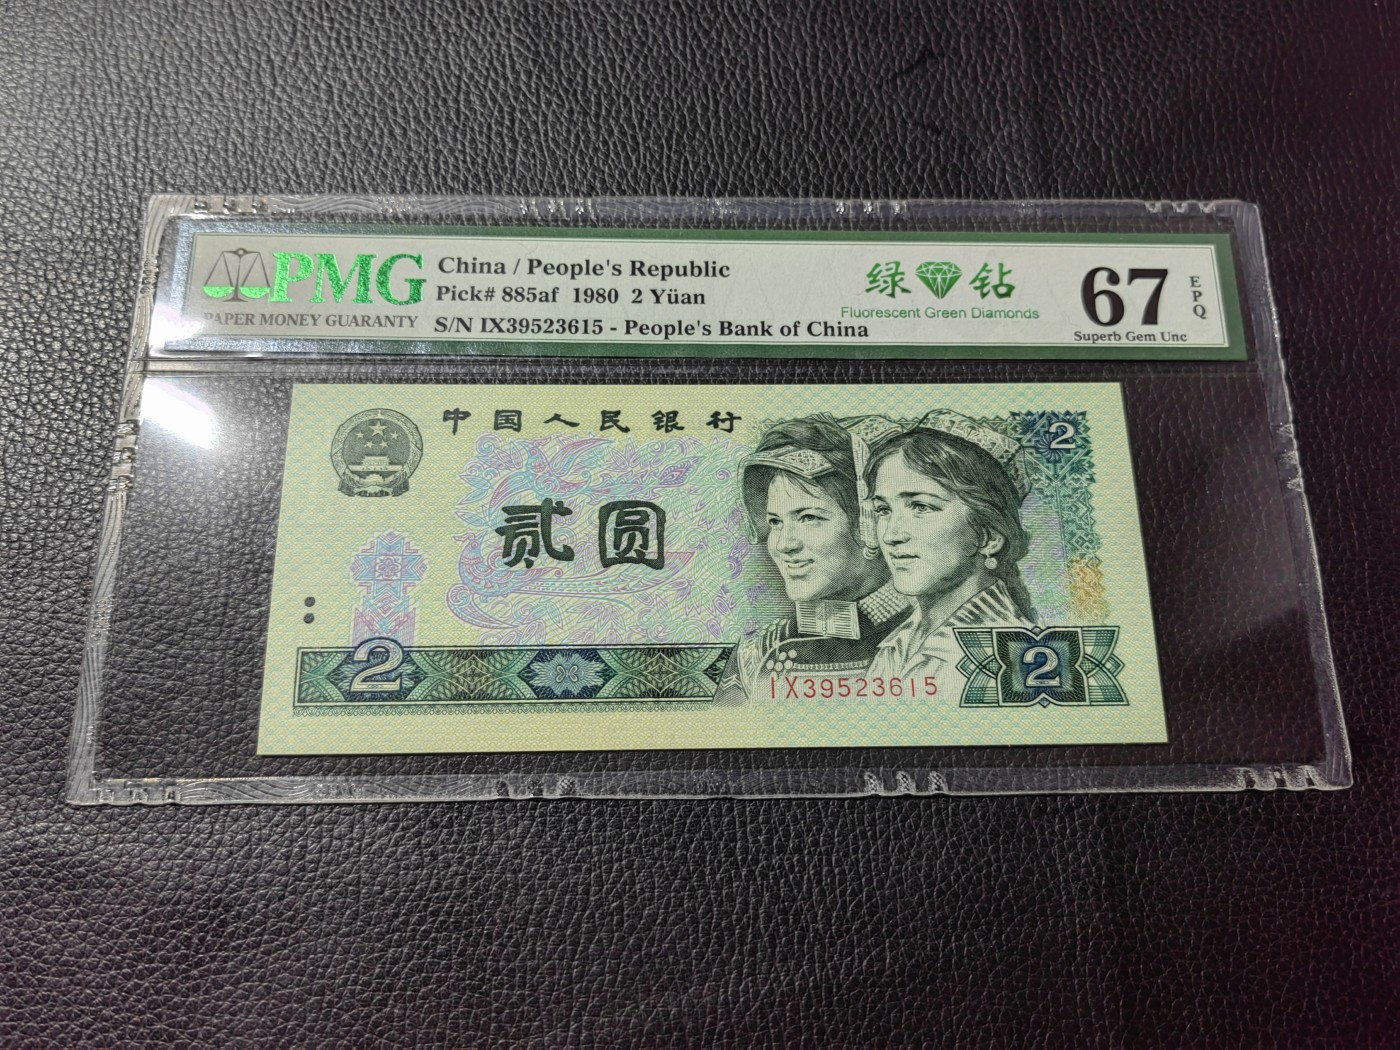 PMG
PAPER MONEY GUARANTY
China / People's Republic
Pick# 885af 1980 2 Yüan
S/N IX39523615 - People's Bank of China
绿 钻
Fluorescent Green Diamonds
67
EPQ
Superb Gem Unc
中国人民银行
2
贰圆
2
IX39523615
2